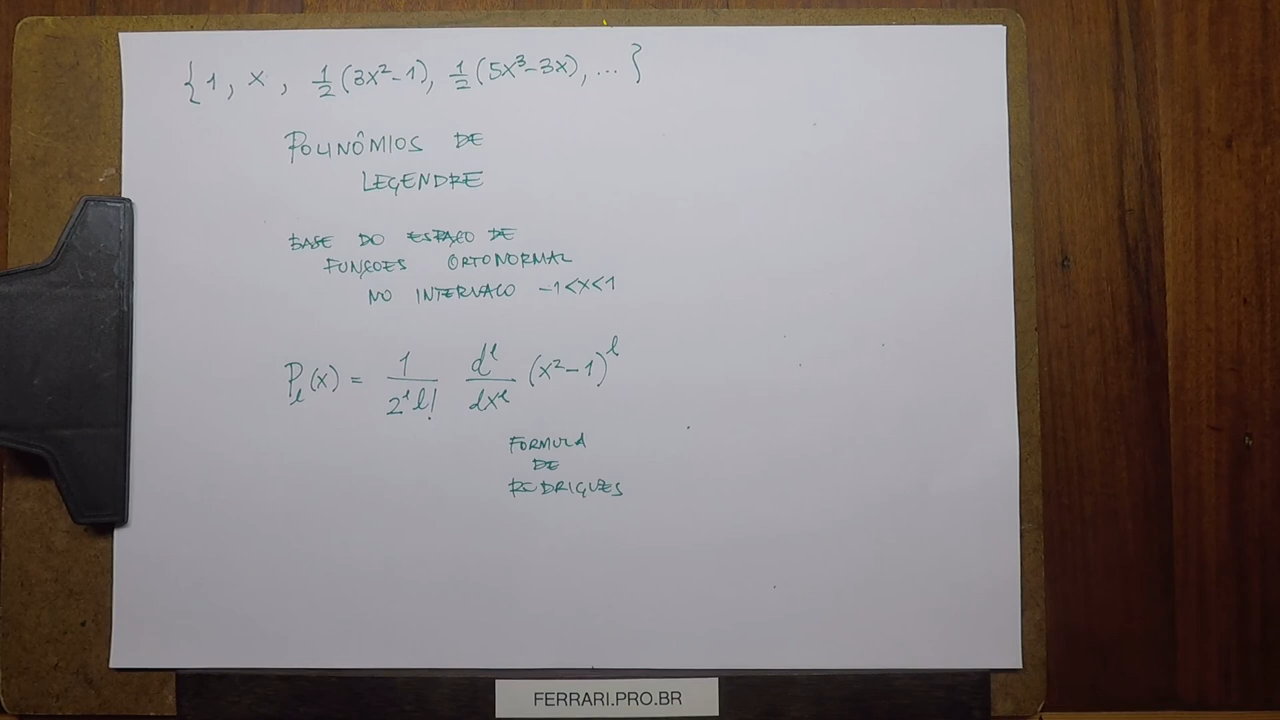 {1, x, 1/2 (3x²-1), 1/2 (5x³-3x), ...}
POLINÔMIOS DE
LEGENDRE
BASE DO ESPAÇO DE
FUNÇOES ORTONORMAL
NO INTERVALO -1<x<1
Pₗ(x) = 1/(2ˡ l!) dˡ/dxˡ (x²-1)ˡ
FORMULA
DE
RODRIGUES
FERRARI.PRO.BR